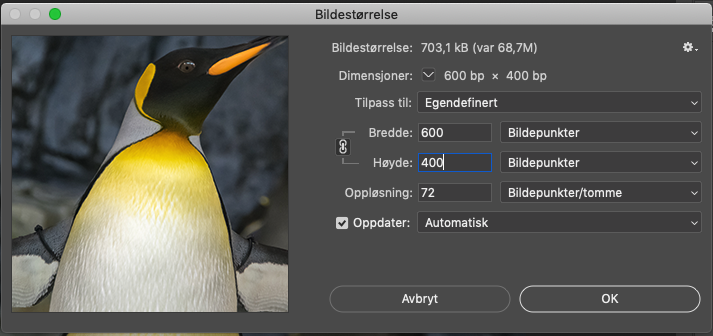 Bildestørrelse
Bildestørrelse: 703,1 kB (var 68,7M)
Dimensjoner: 600 bp × 400 bp
Tilpass til: Egendefinert
Bredde: 600 Bildepunkter
Høyde: 400 Bildepunkter
Oppløsning: 72 Bildepunkter/tomme
Oppdater: Automatisk
Avbryt OK